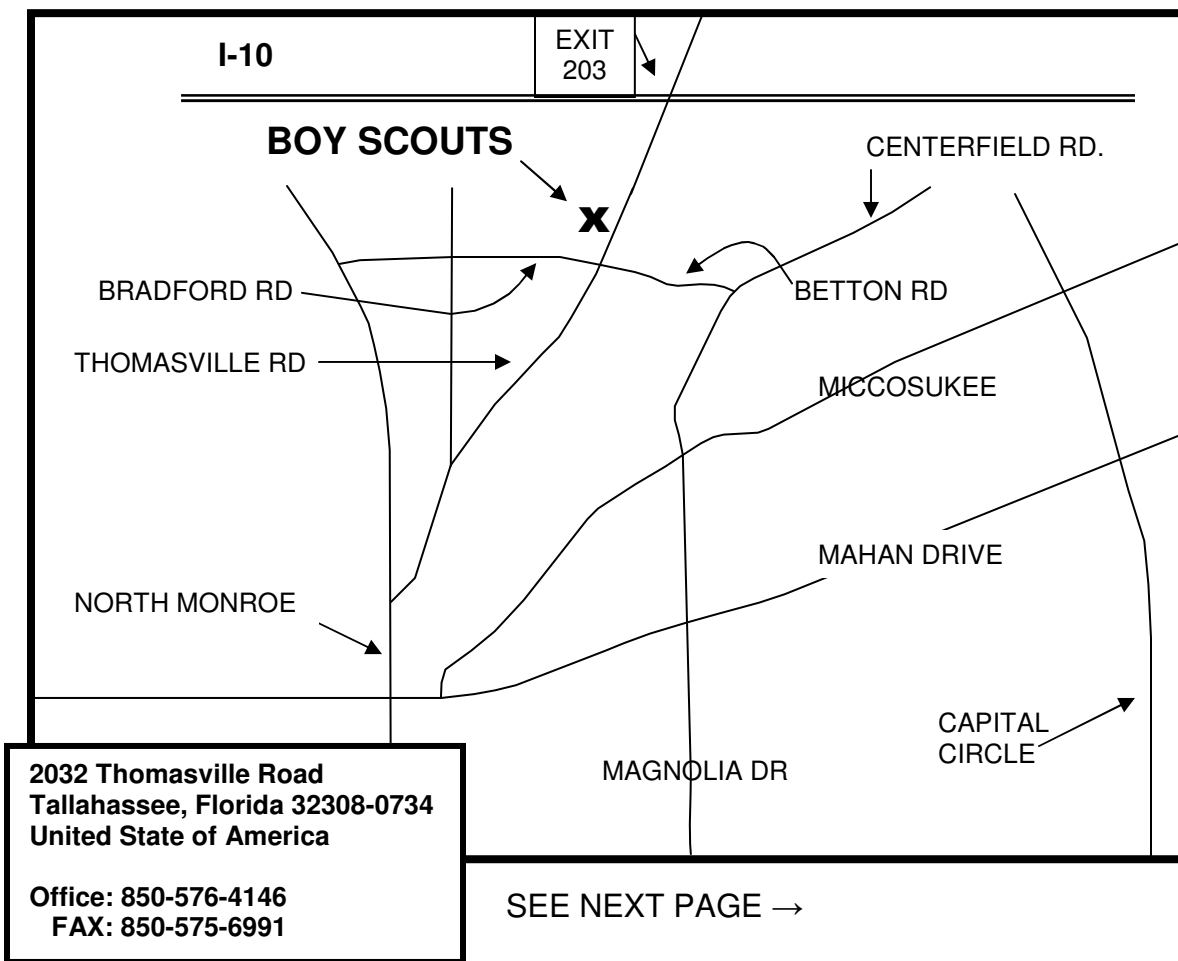 I-10
EXIT
203
BOY SCOUTS
X
CENTERFIELD RD.
BRADFORD RD
BETTON RD
THOMASVILLE RD
MICCOSUKEE
MAHAN DRIVE
NORTH MONROE
CAPITAL
CIRCLE
MAGNOLIA DR
2032 Thomasville Road
Tallahassee, Florida 32308-0734
United State of America
Office: 850-576-4146
FAX: 850-575-6991
SEE NEXT PAGE →